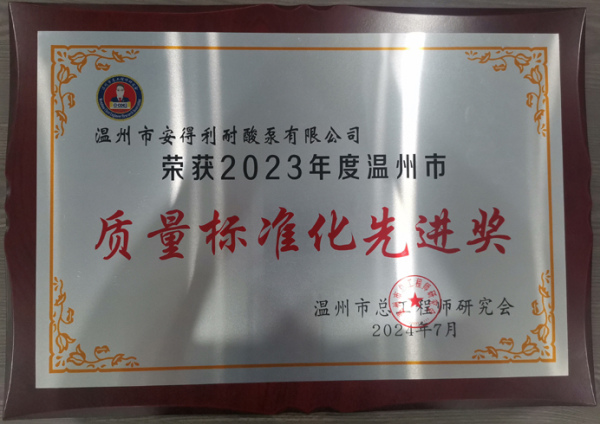 温州市安得利耐酸泵有限公司
荣获2023年度温州市
质量标准化先进奖
温州市总工程师研究会
2024年7月